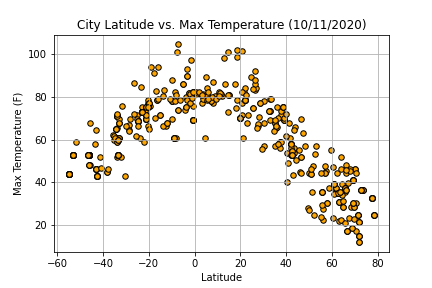 City Latitude vs. Max Temperature (10/11/2020)
Max Temperature (F)
100
80
60
40
20
−60 −40 −20 0 20 40 60 80
Latitude